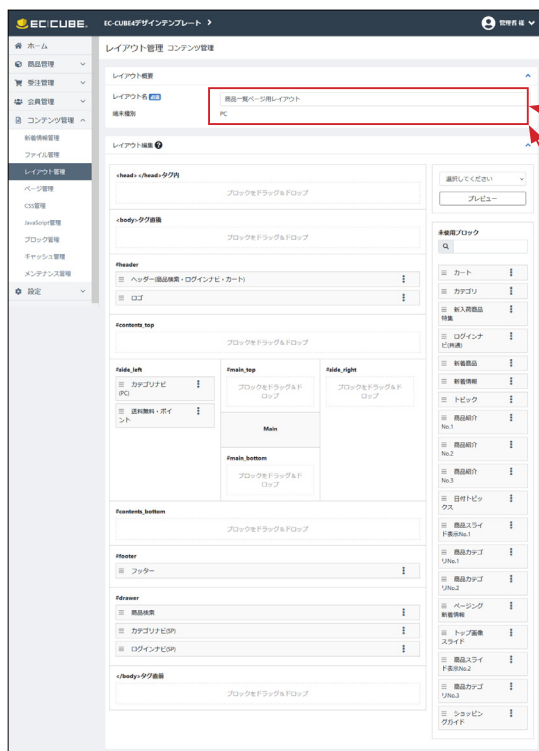 EC CUBE.
EC-CUBE4デザインテンプレート
管理者 様
ホーム
商品管理
受注管理
会員管理
コンテンツ管理
新着情報管理
ファイル管理
レイアウト管理
ページ管理
CSS管理
JavaScript管理
ブロック管理
キャッシュ管理
メンテナンス管理
設定
レイアウト管理 コンテンツ管理
レイアウト概要
レイアウト名 必須
商品一覧ページ用レイアウト
端末種別
PC
レイアウト編集
<head> </head>タグ内
ブロックをドラッグ&ドロップ
<body>タグ直後
ブロックをドラッグ&ドロップ
#header
ヘッダー(商品検索・ログインナビ・カート)
ロゴ
#contents_top
ブロックをドラッグ&ドロップ
#side_left
カテゴリナビ
(PC)
送料無料・ポイ
ント
#main_top
ブロックをドラッグ&ド
ロップ
Main
#main_bottom
ブロックをドラッグ&ド
ロップ
#side_right
ブロックをドラッグ&ド
ロップ
#contents_bottom
ブロックをドラッグ&ドロップ
#footer
フッター
#drawer
商品検索
カテゴリナビ(SP)
ログインナビ(SP)
</body>タグ直前
ブロックをドラッグ&ドロップ
選択してください
プレビュー
未使用ブロック
カート
カテゴリ
新入荷商品
特集
ログインナ
ビ(共通)
新着商品
新着情報
トピック
商品紹介
No.1
商品紹介
No.2
商品紹介
No.3
日付トピッ
クス
商品スライ
ド表示No.1
商品カテゴ
リNo.1
商品カテゴ
リNo.2
ページング
新着情報
トップ画像
スライド
商品スライ
ド表示No.2
商品カテゴ
リNo.3
ショッピン
グガイド